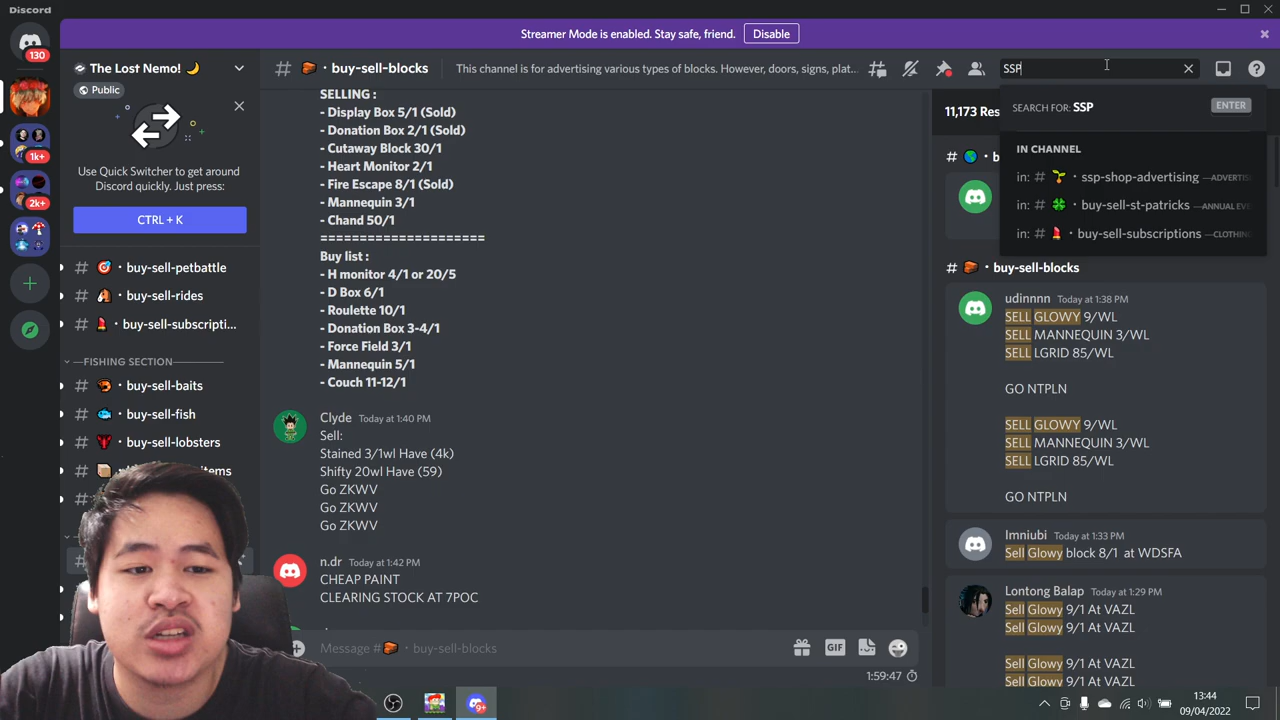 Discord
Streamer Mode is enabled. Stay safe, friend.
Disable
130
1k+
2k+
The Lost Nemo! 🌙
Public
Use Quick Switcher to get around
Discord quickly. Just press:
CTRL + K
buy-sell-petbattle
buy-sell-rides
buy-sell-subscripti...
—FISHING SECTION———
buy-sell-baits
buy-sell-fish
buy-sell-lobsters
items
# · buy-sell-blocks
This channel is for advertising various types of blocks. However, doors, signs, plat...
SELLING :
- Display Box 5/1 (Sold)
- Donation Box 2/1 (Sold)
- Cutaway Block 30/1
- Heart Monitor 2/1
- Fire Escape 8/1 (Sold)
- Mannequin 3/1
- Chand 50/1
=====================
Buy list :
- H monitor 4/1 or 20/5
- D Box 6/1
- Roulette 10/1
- Donation Box 3-4/1
- Force Field 3/1
- Mannequin 5/1
- Couch 11-12/1
Clyde Today at 1:40 PM
Sell:
Stained 3/1wl Have (4k)
Shifty 20wl Have (59)
Go ZKWV
Go ZKWV
Go ZKWV
n.dr Today at 1:42 PM
CHEAP PAINT
CLEARING STOCK AT 7POC
Message # · buy-sell-blocks
GIF
1:59:47
SSP
SEARCH FOR: SSP
ENTER
IN CHANNEL
in: # · ssp-shop-advertising —ADVERTIS
in: # · buy-sell-st-patricks —ANNUAL EVE
in: # · buy-sell-subscriptions —CLOTHIN
11,173 Res
# b
# · buy-sell-blocks
udinnnn Today at 1:38 PM
SELL GLOWY 9/WL
SELL MANNEQUIN 3/WL
SELL LGRID 85/WL
GO NTPLN
SELL GLOWY 9/WL
SELL MANNEQUIN 3/WL
SELL LGRID 85/WL
GO NTPLN
Imniubi Today at 1:33 PM
Sell Glowy block 8/1 at WDSFA
Lontong Balap Today at 1:29 PM
Sell Glowy 9/1 At VAZL
Sell Glowy 9/1 At VAZL
Sell Glowy 9/1 At VAZL
Sell Glowy 9/1 At VAZL
9+
13:44
09/04/2022